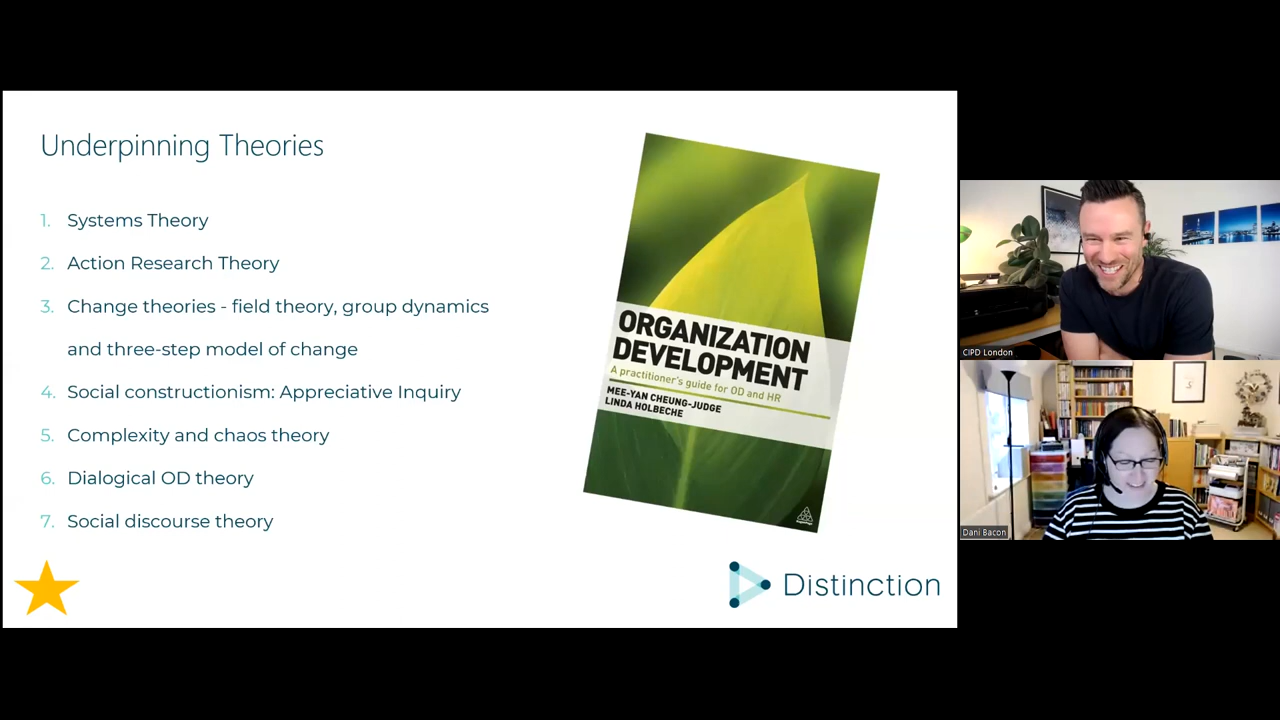 Underpinning Theories
1. Systems Theory
2. Action Research Theory
3. Change theories - field theory, group dynamics
and three-step model of change
4. Social constructionism: Appreciative Inquiry
5. Complexity and chaos theory
6. Dialogical OD theory
7. Social discourse theory
ORGANIZATION
DEVELOPMENT
A practitioner's guide for OD and HR
MEE-YAN CHEUNG-JUDGE
LINDA HOLBECHE
Distinction
CIPD London
Dani Bacon